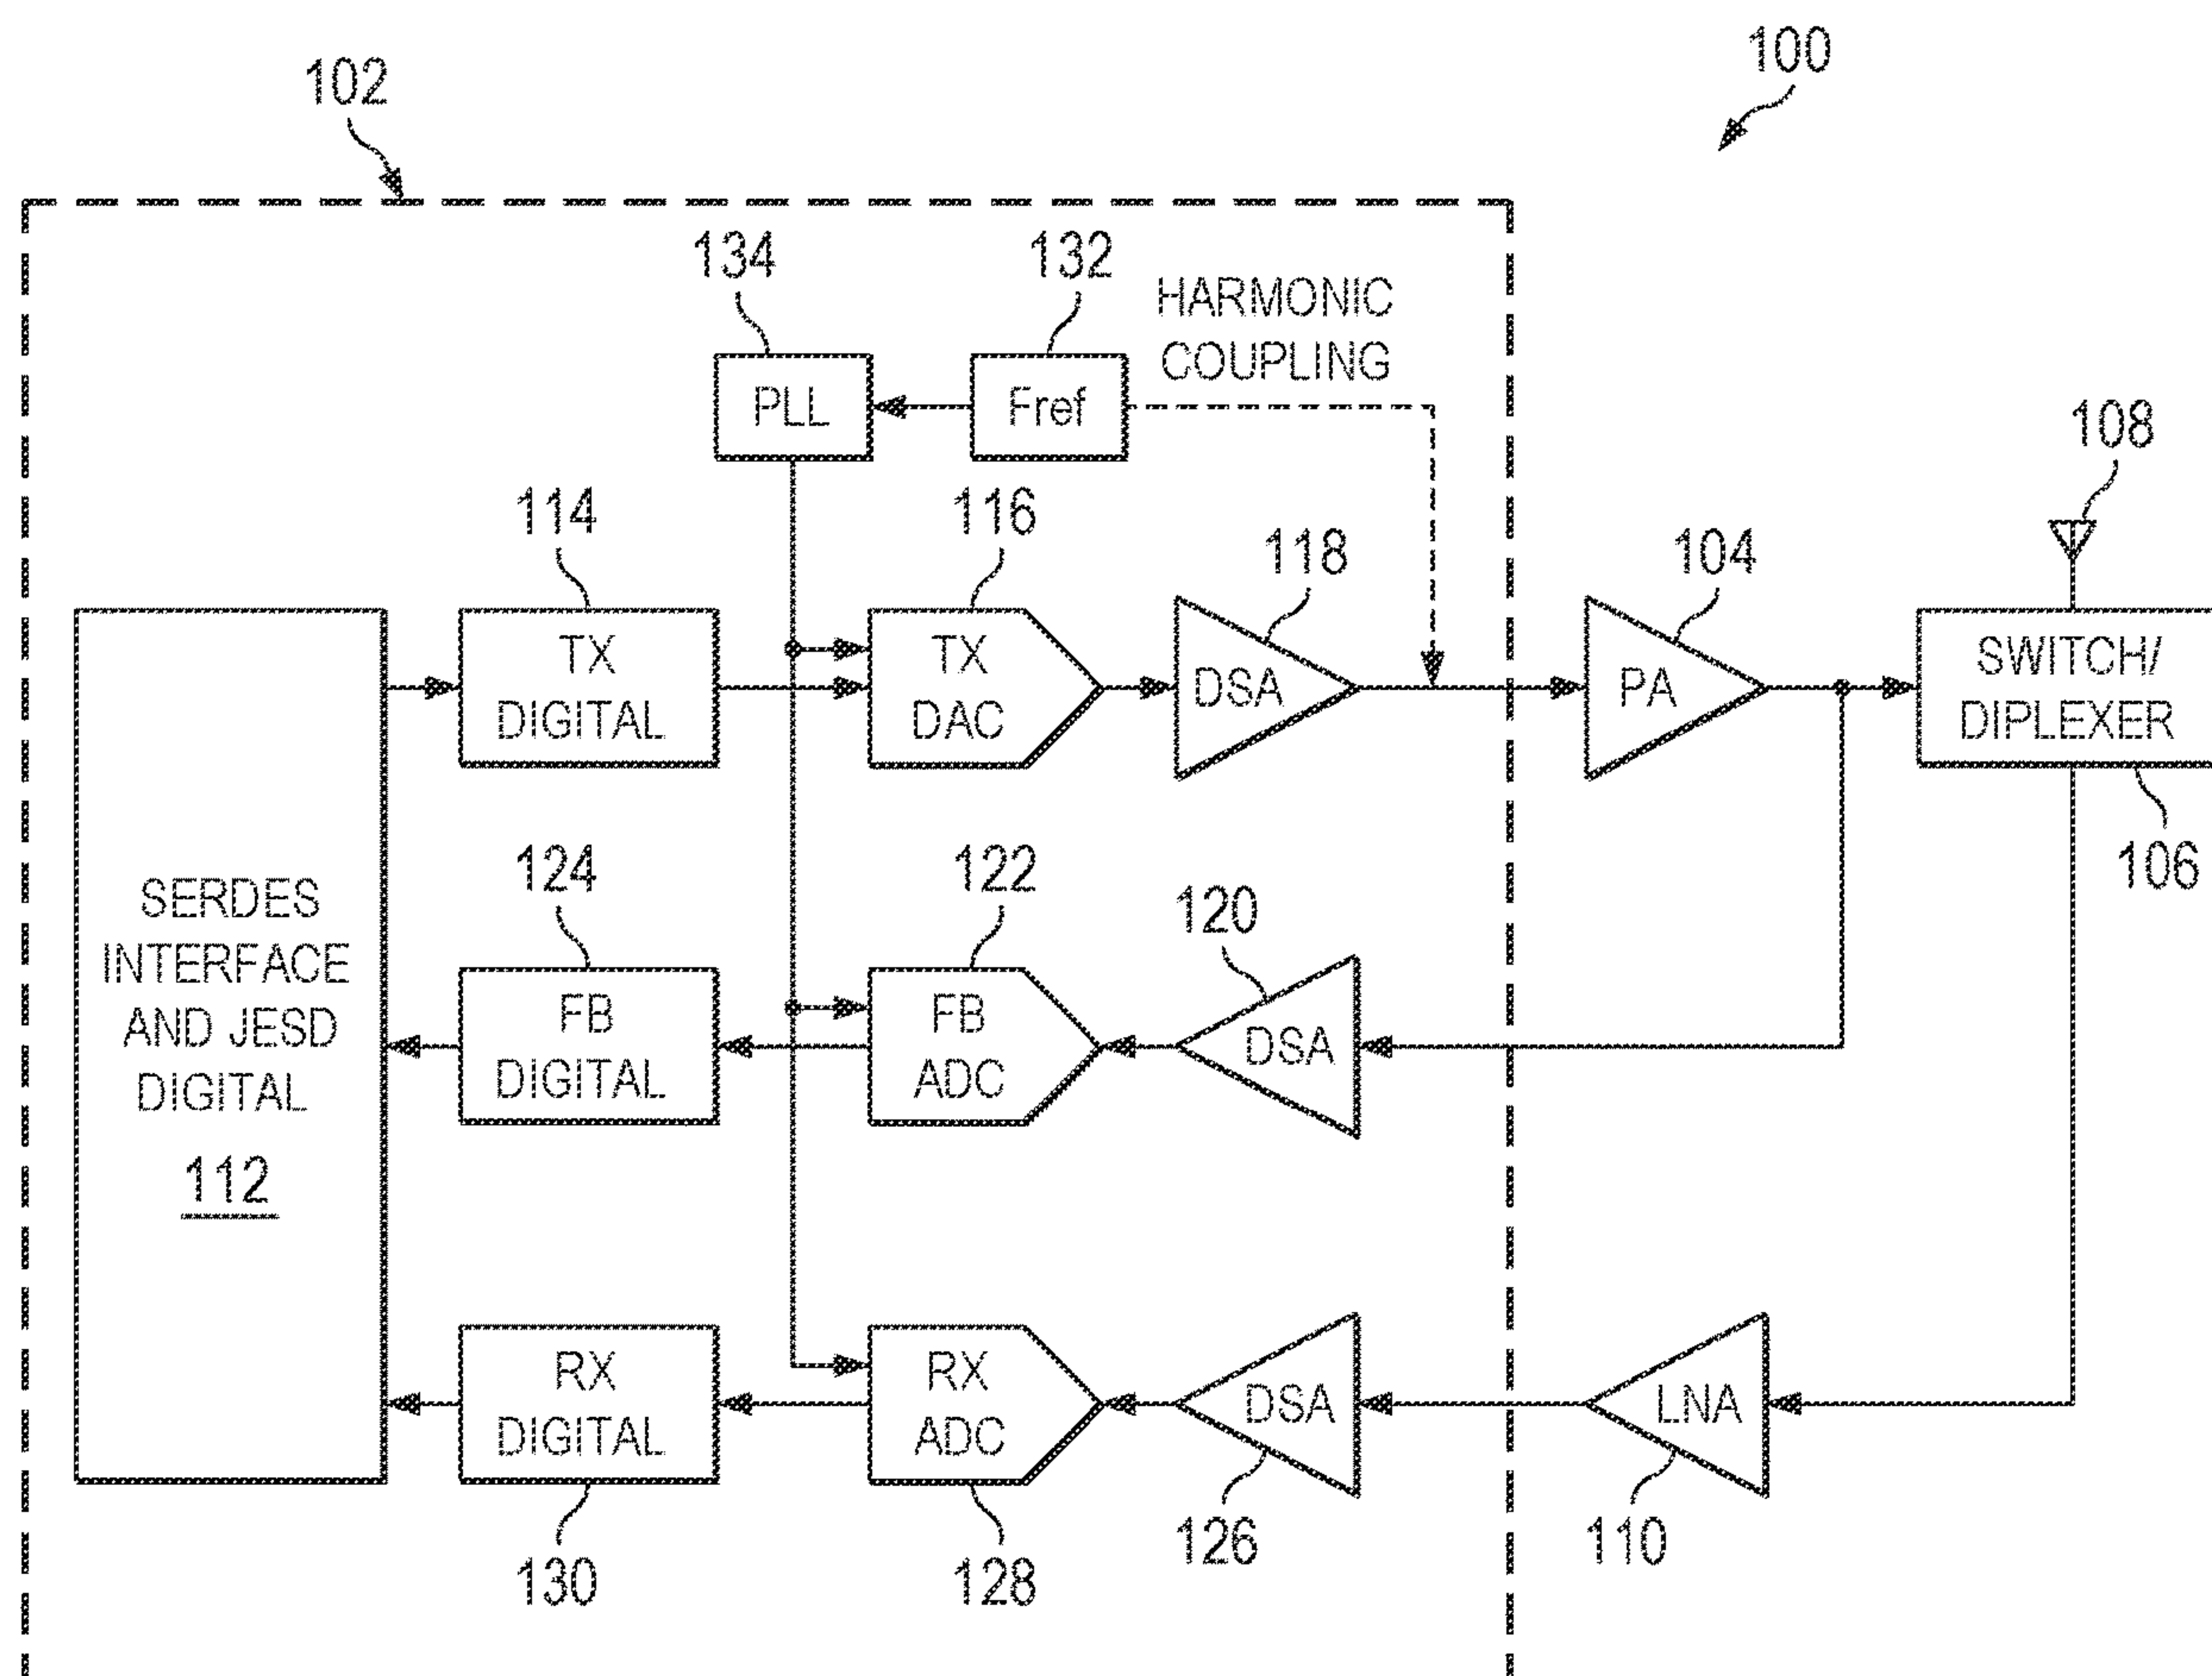 100
102
134
132
HARMONIC
COUPLING
PLL
Fref
108
114
116
118
104
TX
DIGITAL
TX
DAC
DSA
PA
SWITCH/
DIPLEXER
106
124
122
120
SERDES
INTERFACE
AND JESD
DIGITAL
112
FB
DIGITAL
FB
ADC
DSA
RX
DIGITAL
RX
ADC
DSA
LNA
130
128
126
110